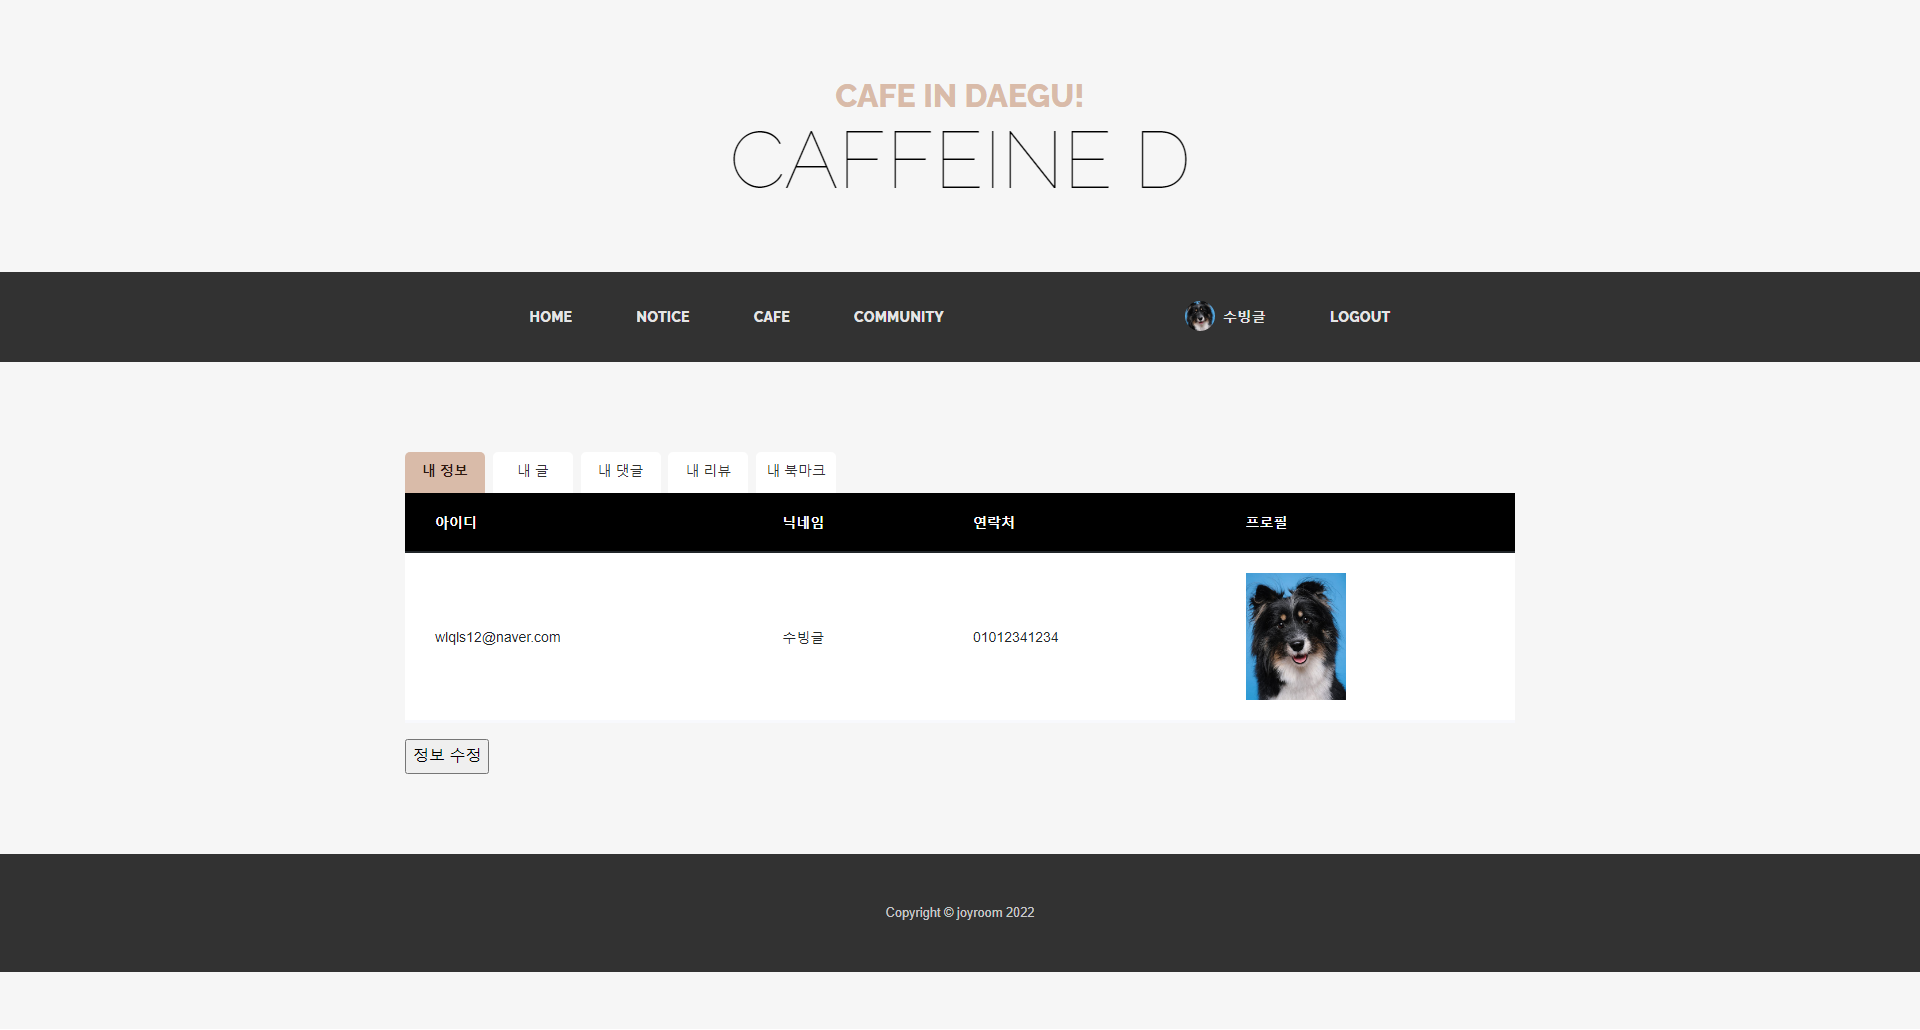 CAFE IN DAEGU!
CAFFEINE D
HOME NOTICE CAFE COMMUNITY 수빙글 LOGOUT
내 정보 내 글 내 댓글 내 리뷰 내 북마크
아이디 닉네임 연락처 프로필
wlqls12@naver.com 수빙글 01012341234
정보 수정
Copyright © joyroom 2022